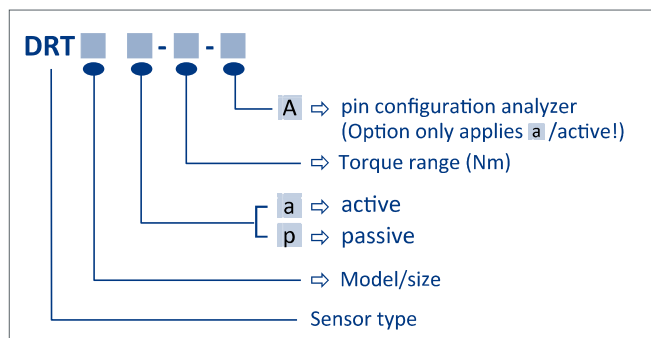 DRT - -
A ⇨ pin configuration analyzer
(Option only applies a /active!)
⇨ Torque range (Nm)
a ⇨ active
p ⇨ passive
⇨ Model/size
Sensor type